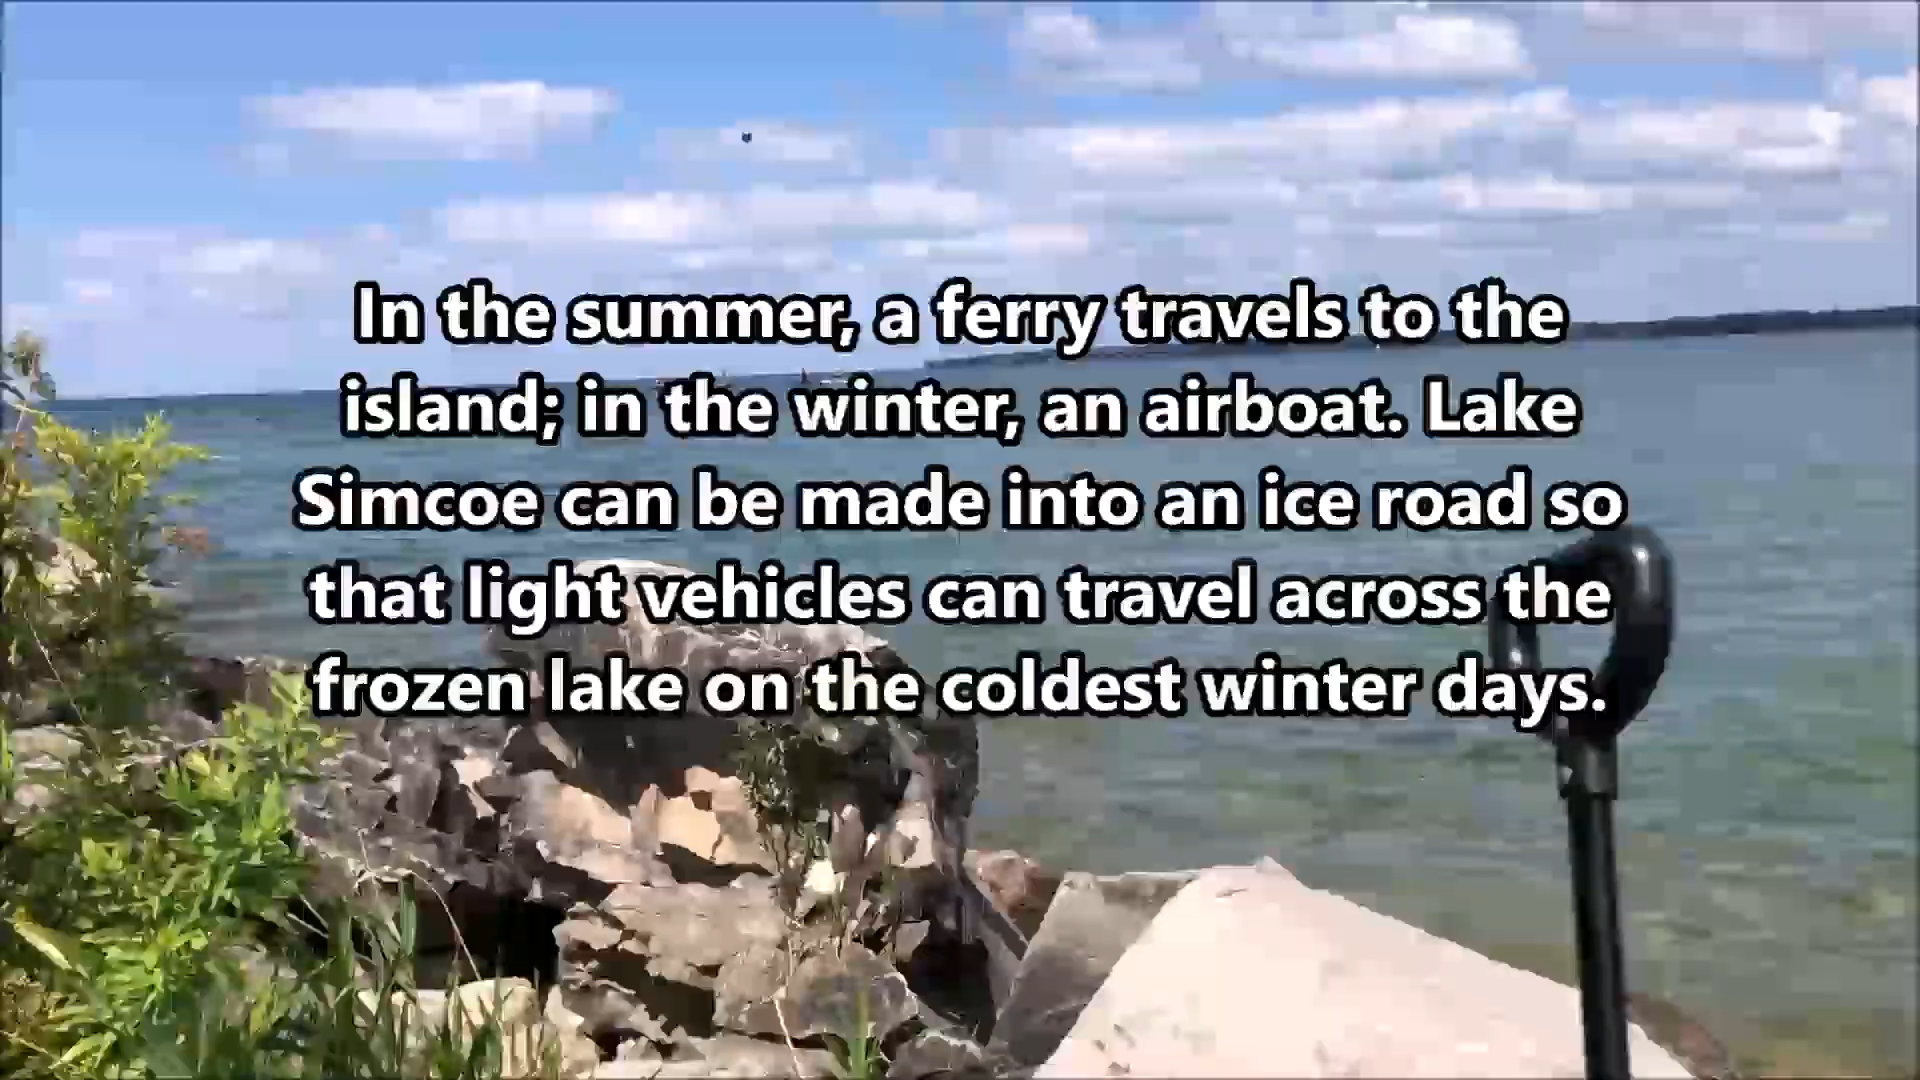 In the summer, a ferry travels to the
island; in the winter, an airboat. Lake
Simcoe can be made into an ice road so
that light vehicles can travel across the
frozen lake on the coldest winter days.